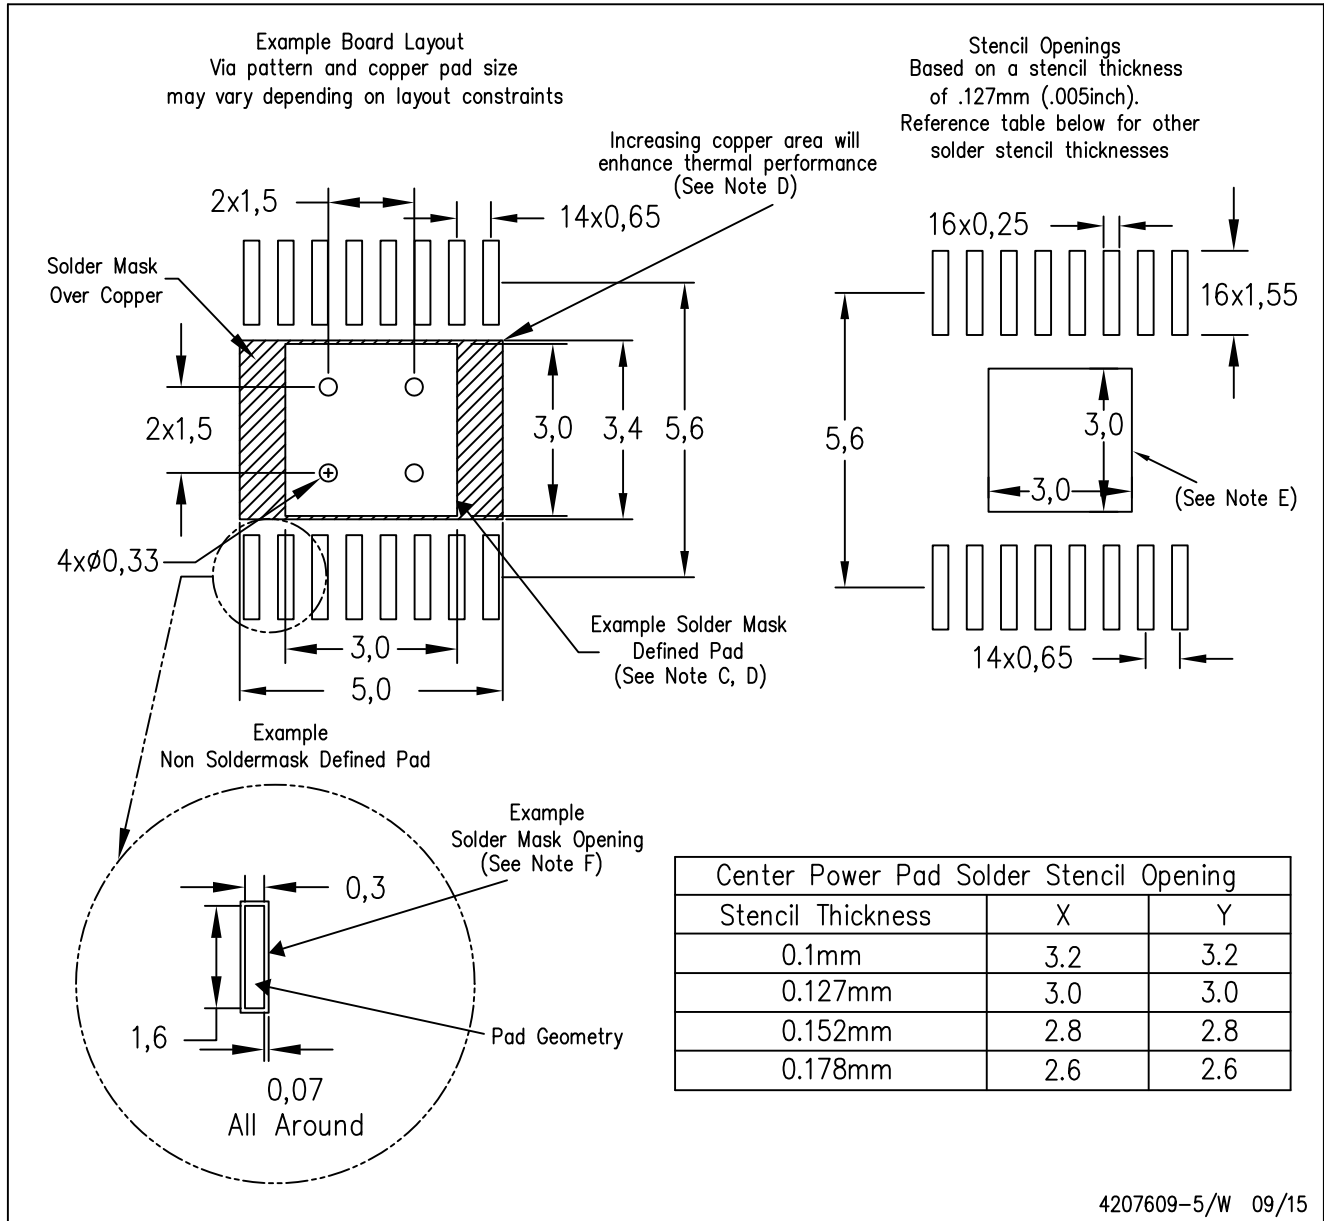 Example Board Layout
Via pattern and copper pad size
may vary depending on layout constraints
Stencil Openings
Based on a stencil thickness
of .127mm (.005inch).
Reference table below for other
solder stencil thicknesses
Increasing copper area will
enhance thermal performance
(See Note D)
2x1,5
14x0,65
Solder Mask
Over Copper
2x1,5
3,0
3,4
5,6
4xø0,33
3,0
5,0
Example Solder Mask
Defined Pad
(See Note C, D)
16x0,25
16x1,55
5,6
3,0
3,0
(See Note E)
14x0,65
Example
Non Soldermask Defined Pad
Example
Solder Mask Opening
(See Note F)
0,3
1,6
Pad Geometry
0,07
All Around
Center Power Pad Solder Stencil Opening
Stencil Thickness X Y
0.1mm 3.2 3.2
0.127mm 3.0 3.0
0.152mm 2.8 2.8
0.178mm 2.6 2.6
4207609-5/W 09/15